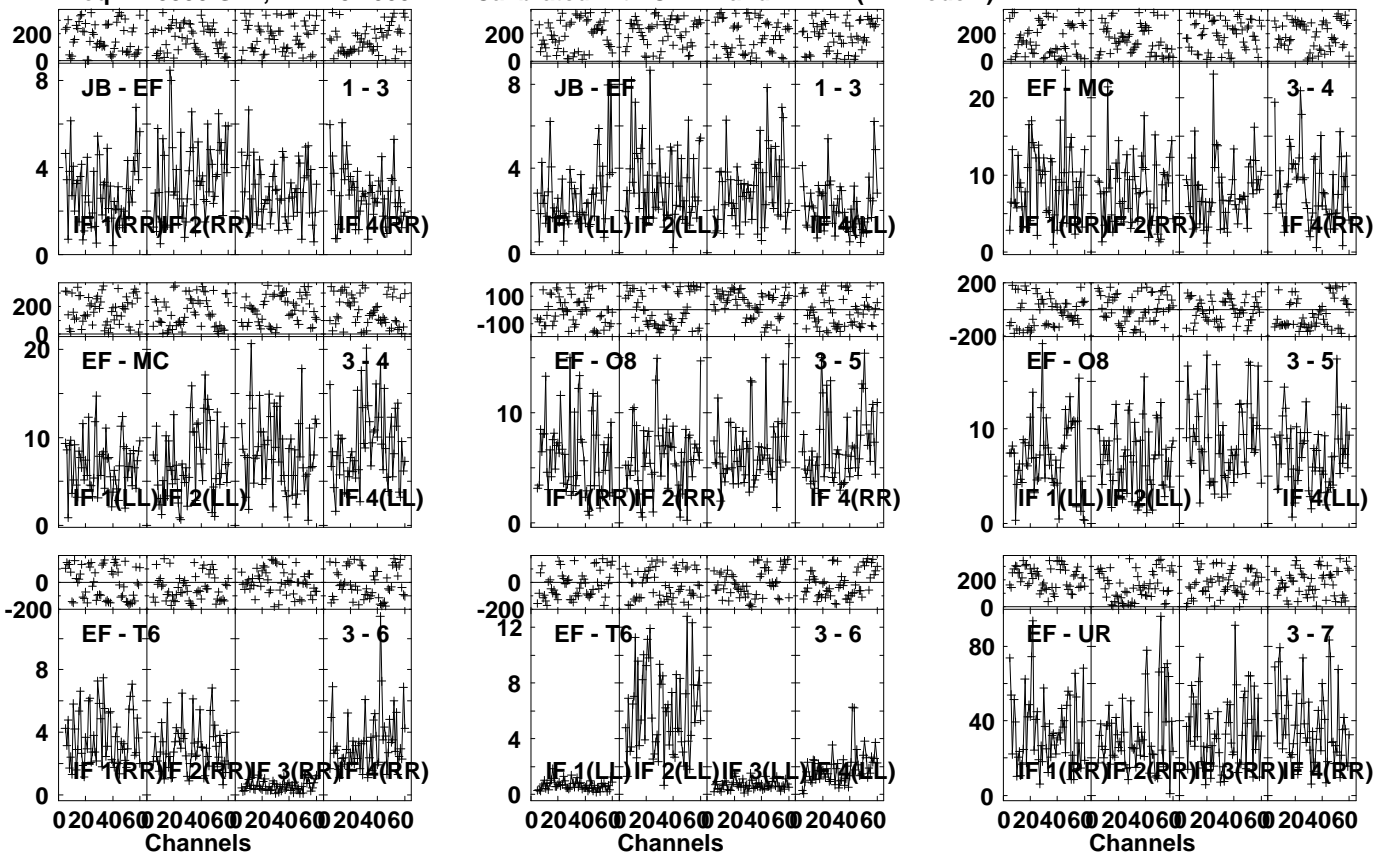 200
0
8
4
0
JB - EF 1 - 3
IF 1(RR) IF 2(RR) IF 4(RR)
200
0
8
4
0
JB - EF 1 - 3
IF 1(LL) IF 2(LL) IF 4(LL)
200
0
20
10
0
EF - MC 3 - 4
IF 1(RR) IF 2(RR) IF 4(RR)
200
0
20
10
0
EF - MC 3 - 4
IF 1(LL) IF 2(LL) IF 4(LL)
100
-100
10
0
EF - O8 3 - 5
IF 1(RR) IF 2(RR) IF 4(RR)
200
-200
10
0
EF - O8 3 - 5
IF 1(LL) IF 2(LL) IF 4(LL)
0
-200
8
4
0
EF - T6 3 - 6
IF 1(RR) IF 2(RR) IF 3(RR) IF 4(RR)
0 20 40 60 0 20 40 60 0 20 40 60 0 20 40 60
Channels
0
-200
12
8
4
0
EF - T6 3 - 6
IF 1(LL) IF 2(LL) IF 3(LL) IF 4(LL)
0 20 40 60 0 20 40 60 0 20 40 60 0 20 40 60
Channels
200
0
80
40
0
EF - UR 3 - 7
IF 1(RR) IF 2(RR) IF 3(RR) IF 4(RR)
0 20 40 60 0 20 40 60 0 20 40 60 0 20 40 60
Channels